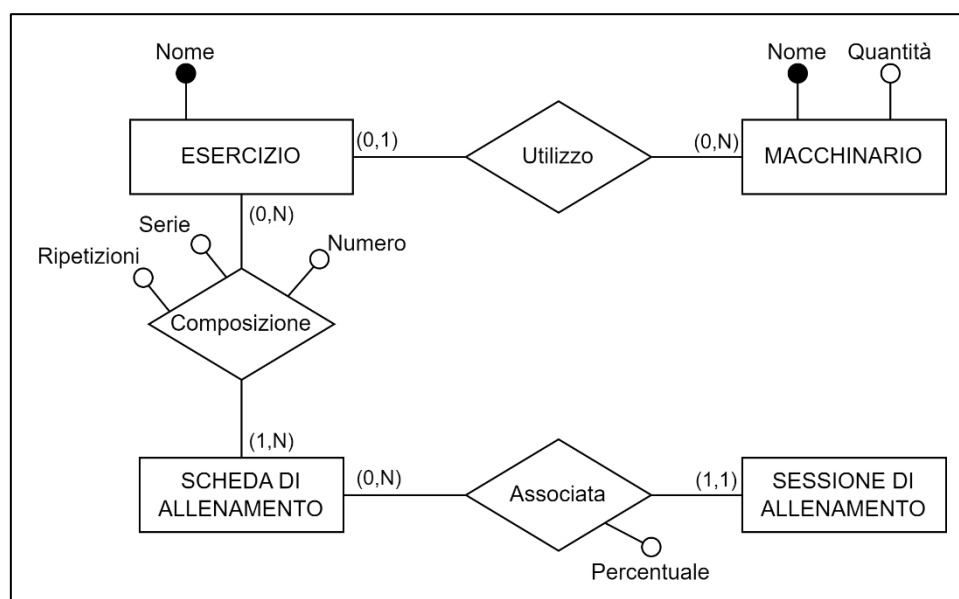 Nome
Nome
Quantità
ESERCIZIO
(0,1)
Utilizzo
(0,N)
MACCHINARIO
(0,N)
Serie
Numero
Ripetizioni
Composizione
(1,N)
SCHEDA DI
ALLENAMENTO
(0,N)
Associata
(1,1)
SESSIONE DI
ALLENAMENTO
Percentuale